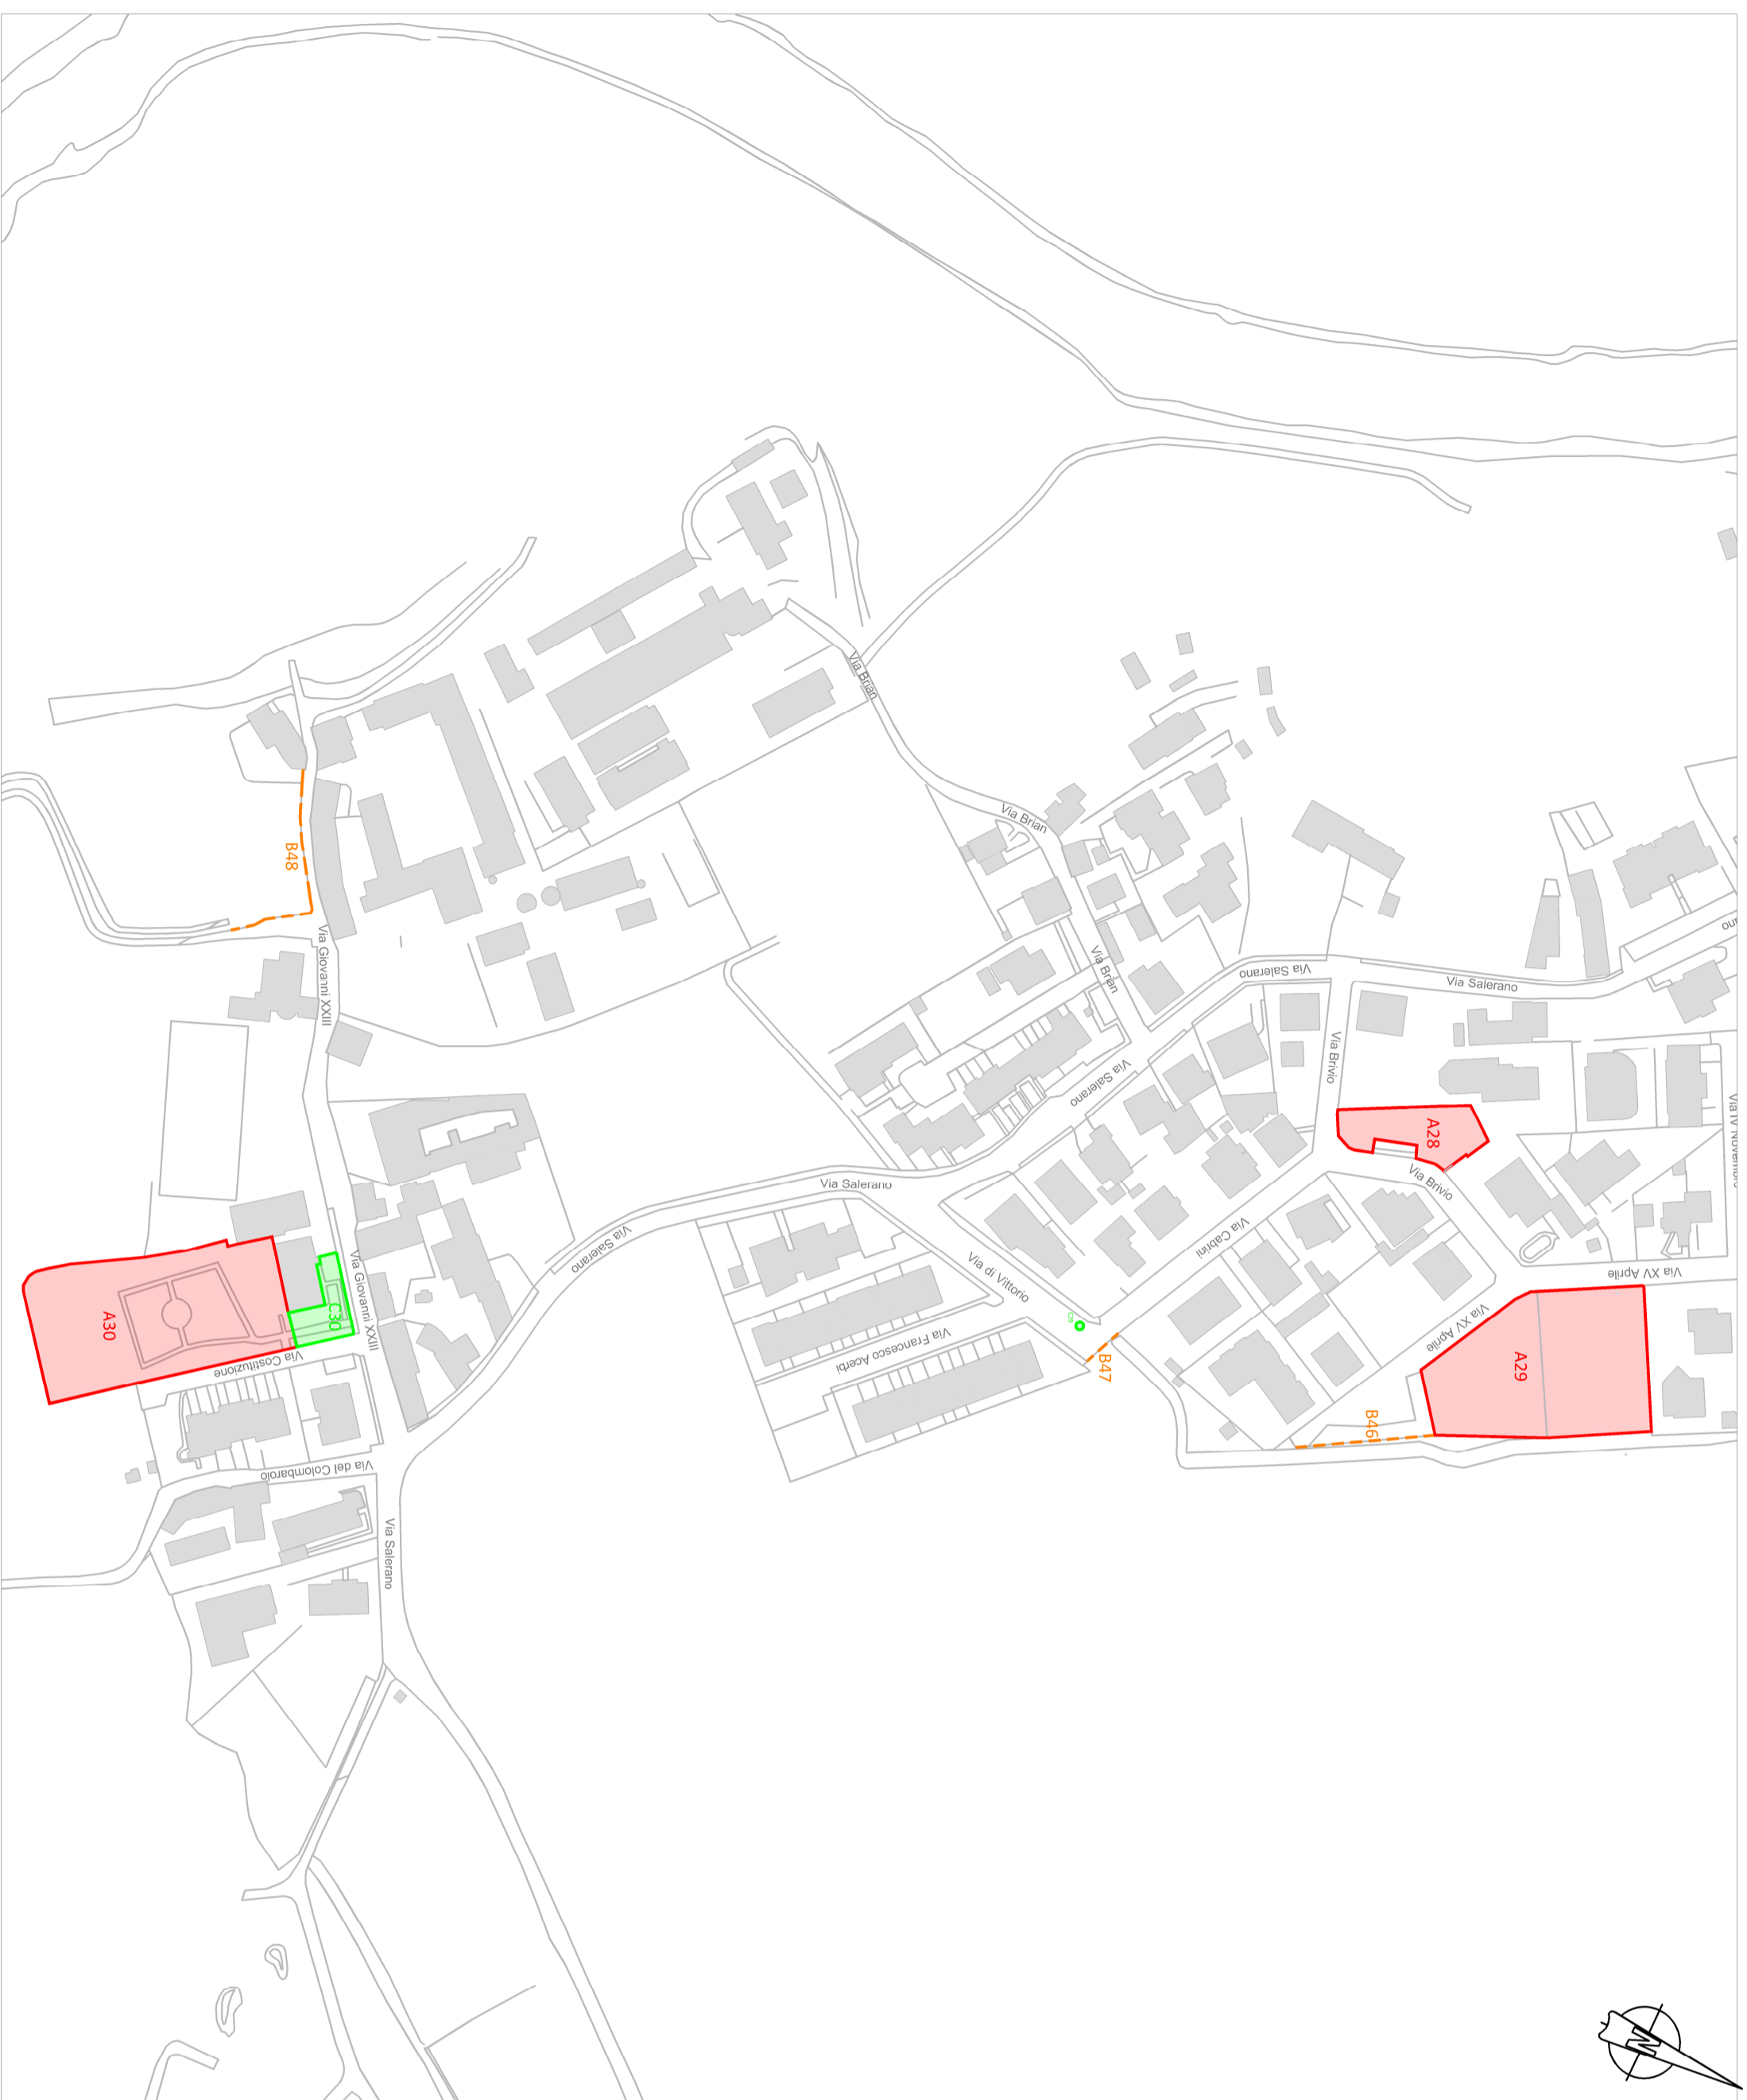 Via Brian
Via Brian
Via Brian
B48
Via Giovanni XXIII
Via Salerano
Via Salerano
Via Brivio
Via Salerano
A28
Via IV Novembre
Via Brivio
Via Salerano
Via Cabrini
Via Salerano
Via di Vittorio
Via XV Aprile
Via XV Aprile
A29
Via Giovanni XXIII
C30
A30
Via Costituzione
Via Francesco Acerbi
B47
B46
Via del Colombarolo
Via Salerano
N